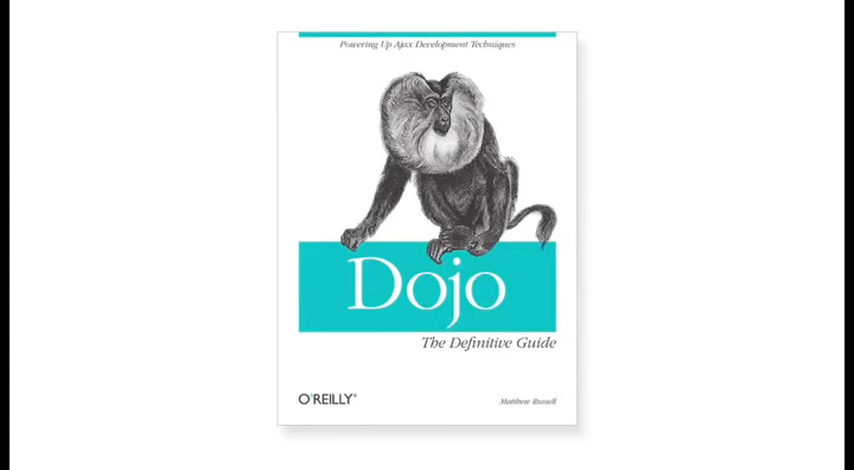 Powering Up Ajax Development Techniques
Dojo
The Definitive Guide
O'REILLY®
Matthew Russell